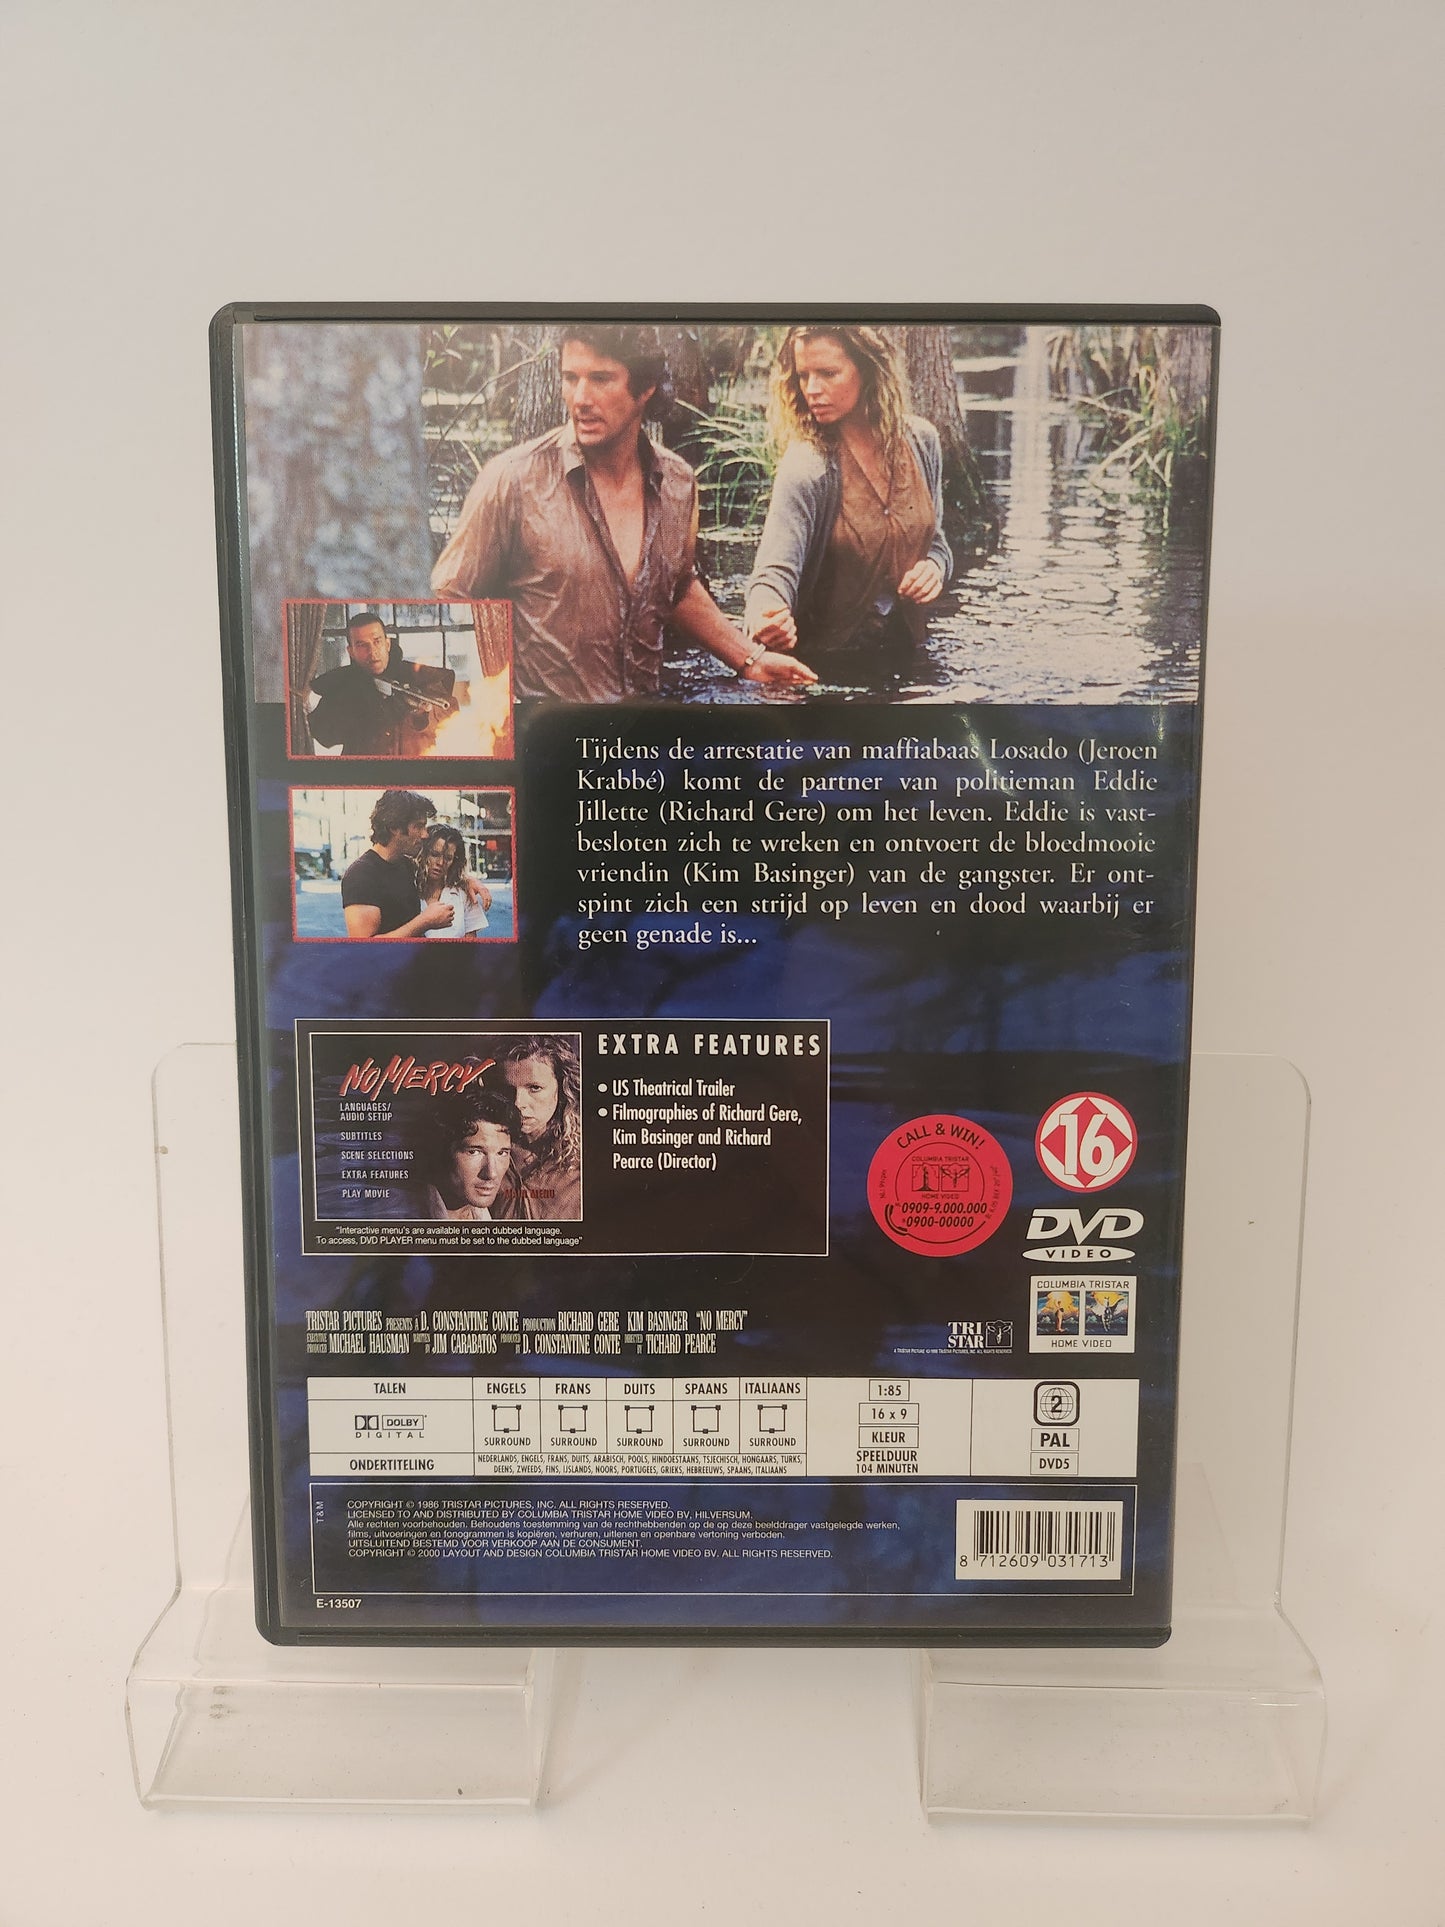 Tijdens de arrestatie van maffiabaas Losado (Jeroen
Krabbé) komt de partner van politieman Eddie
Jillette (Richard Gere) om het leven. Eddie is vast-
besloten zich te wreken en ontvoert de bloedmooie
vriendin (Kim Basinger) van de gangster. Er ont-
spint zich een strijd op leven en dood waarbij er
geen genade is...
NO MERCY
LANGUAGES/
AUDIO SETUP
SUBTITLES
SCENE SELECTIONS
EXTRA FEATURES
PLAY MOVIE
MAIN MENU
"Interactive menu's are available in each dubbed language.
To access, DVD PLAYER menu must be set to the dubbed language"
EXTRA FEATURES
• US Theatrical Trailer
• Filmographies of Richard Gere,
Kim Basinger and Richard
Pearce (Director)
CALL & WIN!
COLUMBIA TRISTAR
HOME VIDEO
0909-9.000.000
*0900-00000
16
DVD
VIDEO
COLUMBIA TRISTAR
HOME VIDEO
TRISTAR PICTURES PRESENTS A D. CONSTANTINE CONTE PRODUCTION RICHARD GERE KIM BASINGER "NO MERCY"
EXECUTIVE PRODUCER MICHAEL HAUSMAN WRITTEN BY JIM CARABATOS PRODUCED BY D. CONSTANTINE CONTE DIRECTED BY TICHARD PEARCE
TRI
STAR
TALEN
ENGELS FRANS DUITS SPAANS ITALIAANS
DOLBY
DIGITAL
SURROUND SURROUND SURROUND SURROUND SURROUND
ONDERTITELING
NEDERLANDS, ENGELS, FRANS, DUITS, ARABISCH, POOLS, HINDOESTAANS, TSJECHISCH, HONGAARS, TURKS,
DEENS, ZWEEDS, FINS, IJSLANDS, NOORS, PORTUGEES, GRIEKS, HEBREEUWS, SPAANS, ITALIAANS
1:85
16 x 9
KLEUR
SPEELDUUR
104 MINUTEN
2
PAL
DVD5
T&M
COPYRIGHT © 1986 TRISTAR PICTURES, INC. ALL RIGHTS RESERVED.
LICENSED TO AND DISTRIBUTED BY COLUMBIA TRISTAR HOME VIDEO BV, HILVERSUM.
Alle rechten voorbehouden. Behoudens toestemming van de rechthebbenden op de op deze beelddrager vastgelegde werken,
films, uitvoeringen en fonogrammen is kopiëren, verhuren, uitlenen en openbare vertoning verboden.
UITSLUITEND BESTEMD VOOR VERKOOP AAN DE CONSUMENT.
COPYRIGHT © 2000 LAYOUT AND DESIGN COLUMBIA TRISTAR HOME VIDEO BV. ALL RIGHTS RESERVED.
8 712609 031713
E-13507